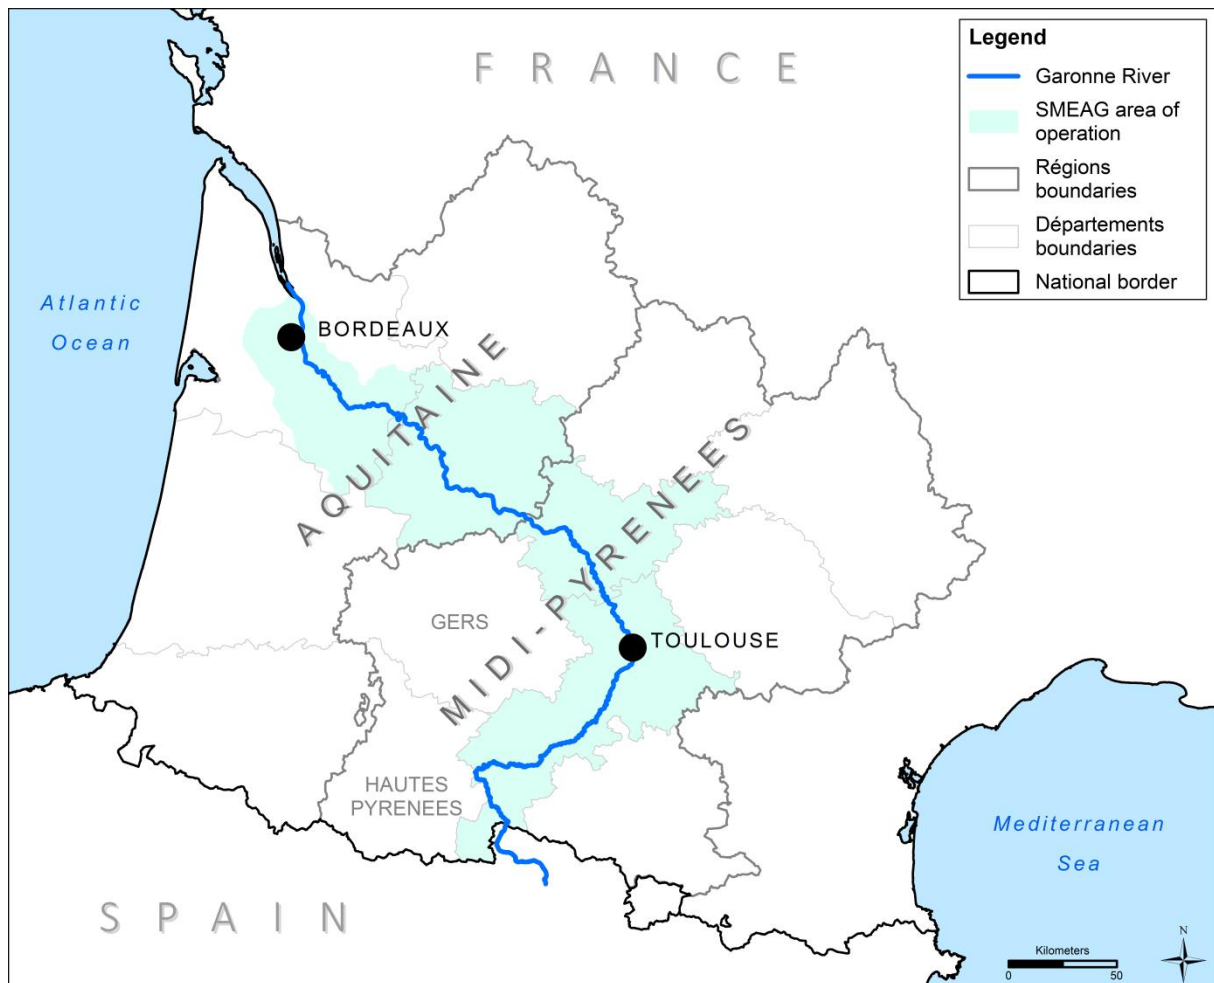 FRANCE
Legend
Garonne River
SMEAG area of
operation
Régions
boundaries
Départements
boundaries
National border
Atlantic
Ocean
BORDEAUX
AQUITAINE
MIDI-PYRENEES
GERS
TOULOUSE
HAUTES
PYRENEES
Mediterranean
Sea
SPAIN
N
Kilometers
0 50